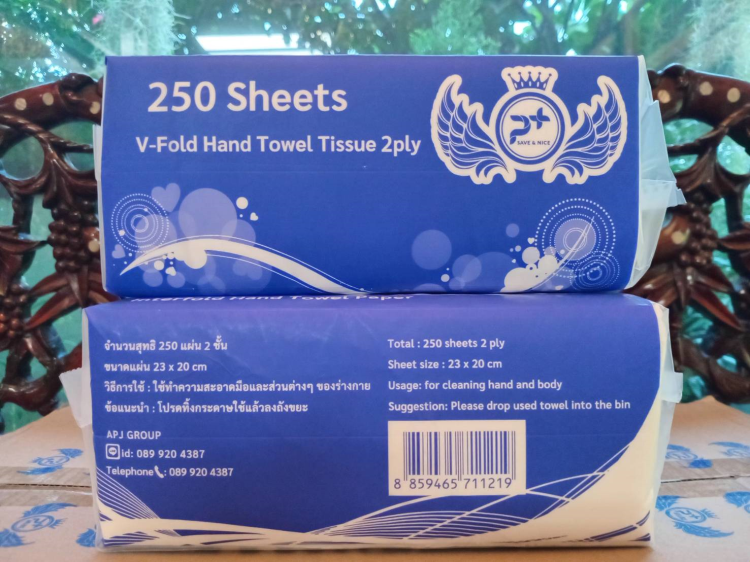 250 Sheets
V-Fold Hand Towel Tissue 2ply
P+
SAVE & NICE
Hand Towel Paper
จำนวนสุทธิ 250 แผ่น 2 ชั้น
ขนาดแผ่น 23 x 20 cm
วิธีการใช้ : ใช้ทำความสะอาดมือและส่วนต่างๆ ของร่างกาย
ข้อแนะนำ : โปรดทิ้งกระดาษใช้แล้วลงถังขยะ
APJ GROUP
id: 089 920 4387
Telephone : 089 920 4387
Total : 250 sheets 2 ply
Sheet size : 23 x 20 cm
Usage: for cleaning hand and body
Suggestion: Please drop used towel into the bin
8 859465 711219